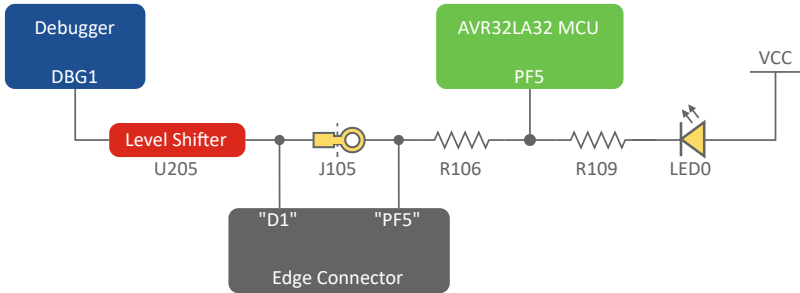 Debugger
AVR32LA32 MCU
VCC
DBG1
PF5
Level Shifter
U205
J105
R106
R109
LED0
"D1"
"PF5"
Edge Connector